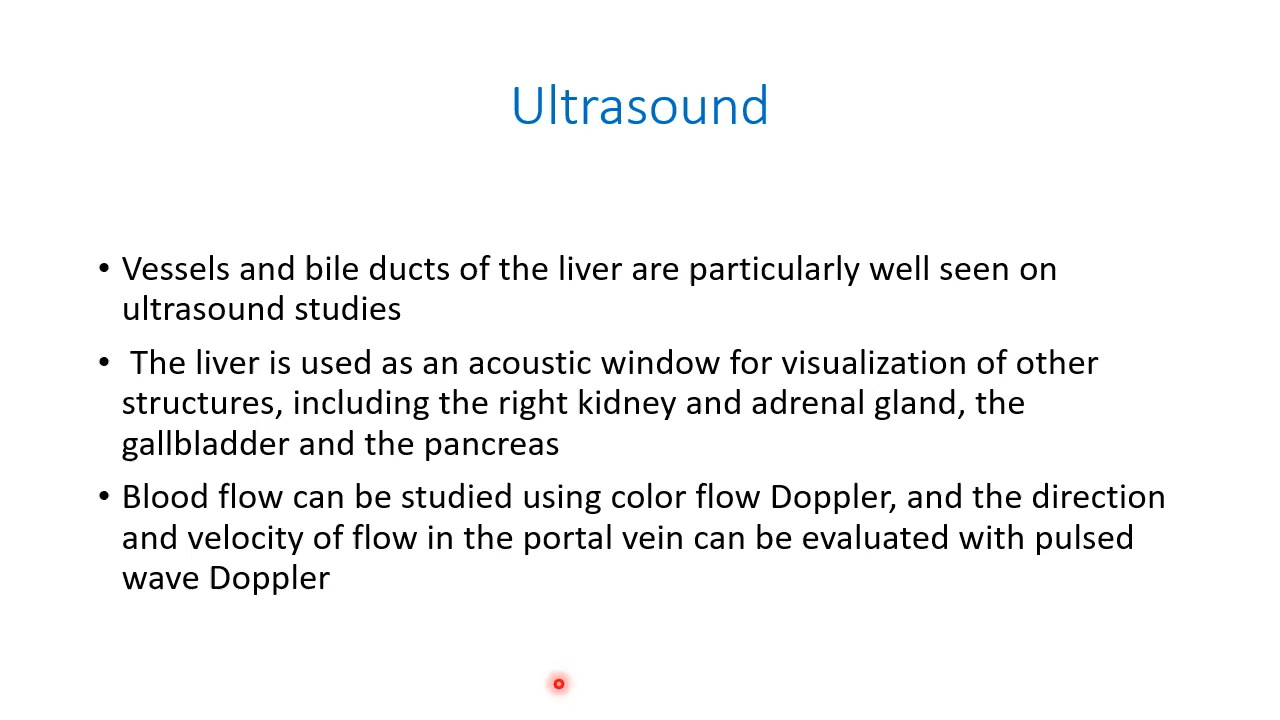 Ultrasound
• Vessels and bile ducts of the liver are particularly well seen on
ultrasound studies
• The liver is used as an acoustic window for visualization of other
structures, including the right kidney and adrenal gland, the
gallbladder and the pancreas
• Blood flow can be studied using color flow Doppler, and the direction
and velocity of flow in the portal vein can be evaluated with pulsed
wave Doppler